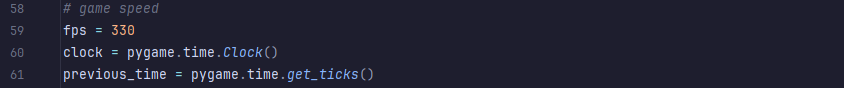 58 # game speed
59 fps = 330
60 clock = pygame.time.Clock()
61 previous_time = pygame.time.get_ticks()